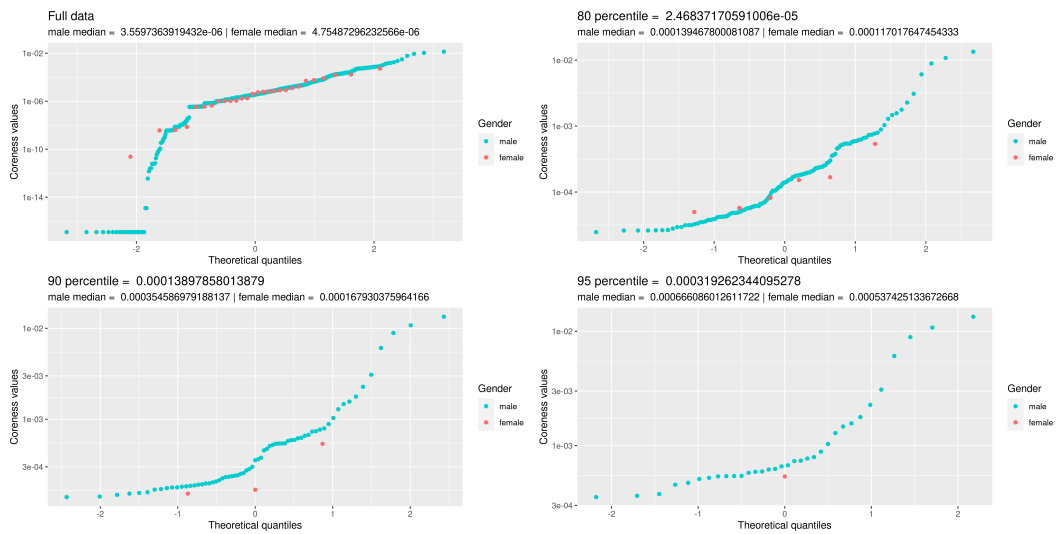 Full data
male median = 3.5597363919432e-06 | female median = 4.75487296232566e-06
1e-02
1e-06
1e-10
1e-14
Coreness values
-2
0
2
Theoretical quantiles
Gender
male
female
80 percentile = 2.46837170591006e-05
male median = 0.000139467800081087 | female median = 0.000117017647454333
1e-02
1e-03
1e-04
Coreness values
-2
-1
0
1
2
Theoretical quantiles
Gender
male
female
90 percentile = 0.00013897858013879
male median = 0.000354586979188137 | female median = 0.000167930375964166
1e-02
3e-03
1e-03
3e-04
Coreness values
-2
-1
0
1
2
Theoretical quantiles
Gender
male
female
95 percentile = 0.000319262344095278
male median = 0.000666086012611722 | female median = 0.000537425133672668
1e-02
3e-03
1e-03
3e-04
Coreness values
-2
-1
0
1
2
Theoretical quantiles
Gender
male
female